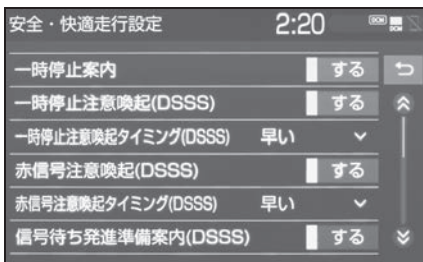 安全・快適走行設定 2:20
一時停止案内 する
一時停止注意喚起(DSSS) する
一時停止注意喚起タイミング(DSSS) 早い
赤信号注意喚起(DSSS) する
赤信号注意喚起タイミング(DSSS) 早い
信号待ち発進準備案内(DSSS) する